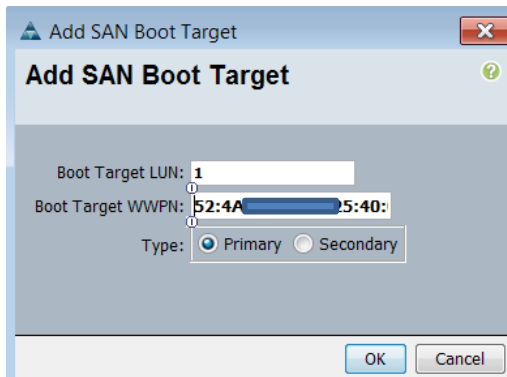 Add SAN Boot Target
Add SAN Boot Target
Boot Target LUN: 1
Boot Target WWPN: 52:4A 25:40:
Type: Primary Secondary
OK Cancel